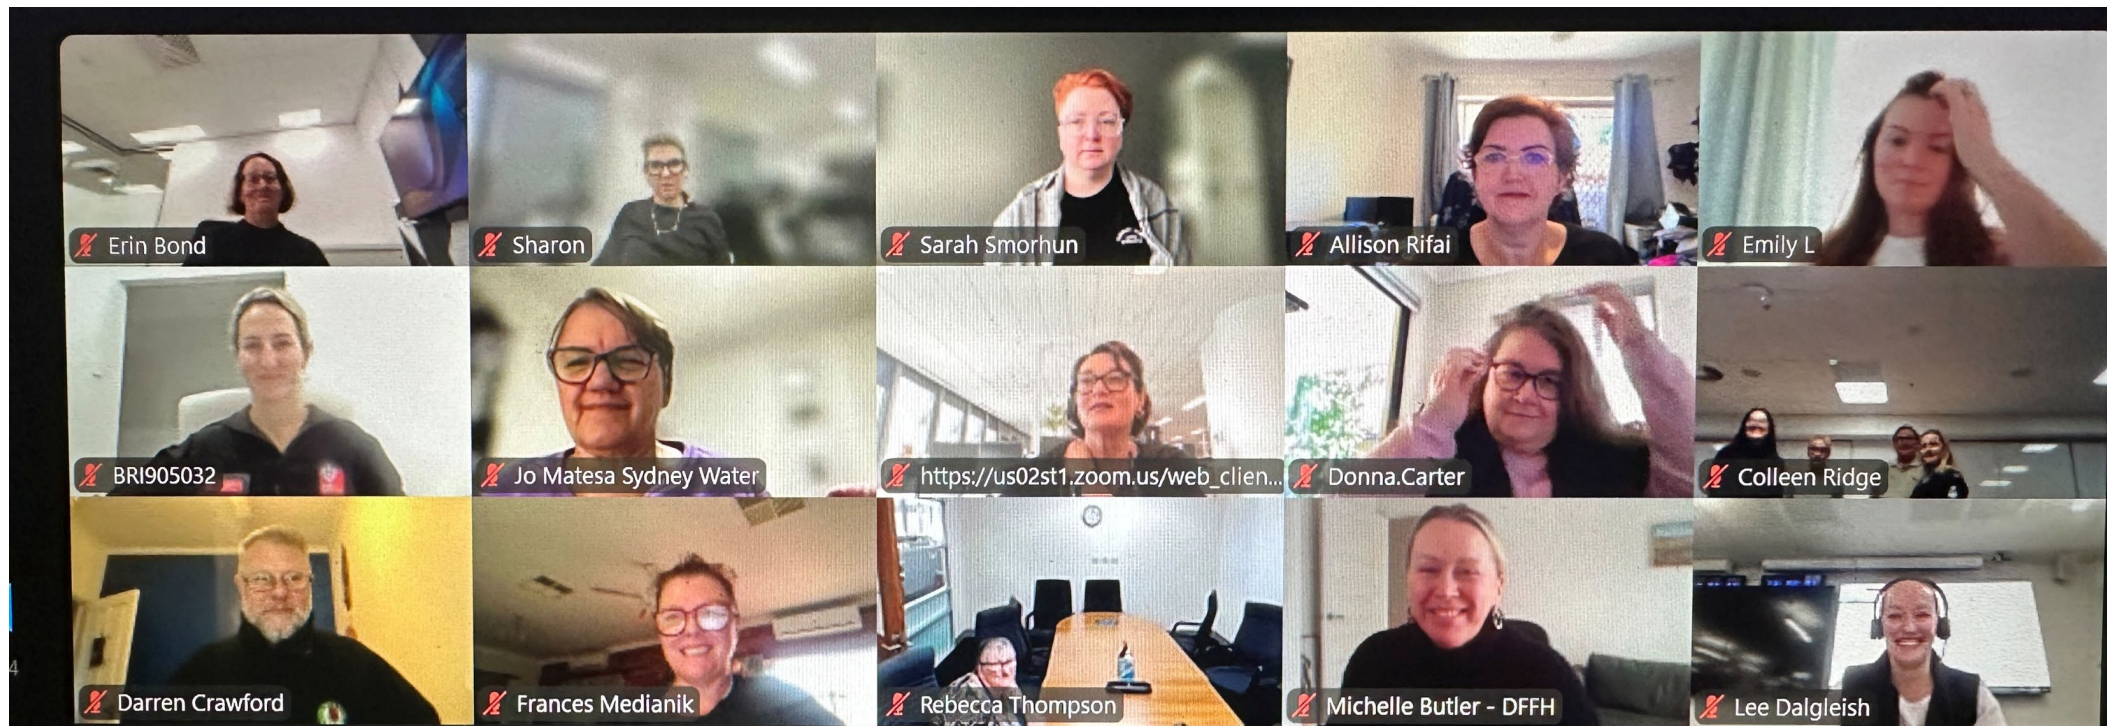 Erin Bond
Sharon
Sarah Smorhun
Allison Rifai
Emily L
BRI905032
Jo Matesa Sydney Water
https://us02st1.zoom.us/web_clien...
Donna.Carter
Colleen Ridge
Darren Crawford
Frances Medianik
Rebecca Thompson
Michelle Butler - DFFH
Lee Dalgleish
4